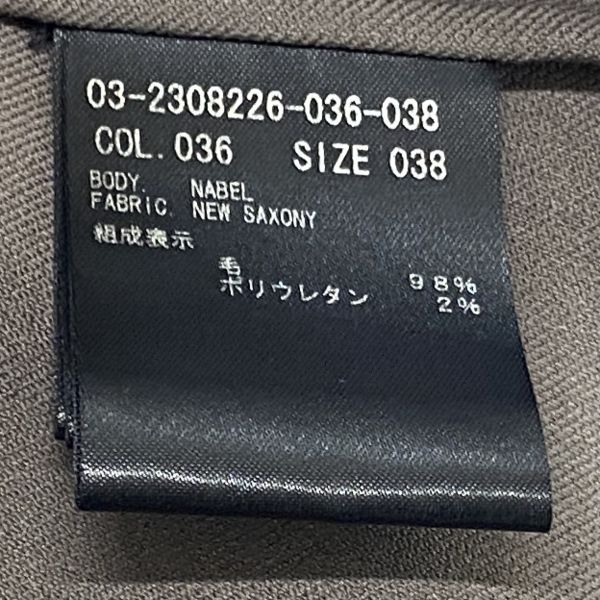 03-2308226-036-038
COL. 036 SIZE 038
BODY. NABEL
FABRIC. NEW SAXONY
組成表示
毛 98%
ポリウレタン 2%